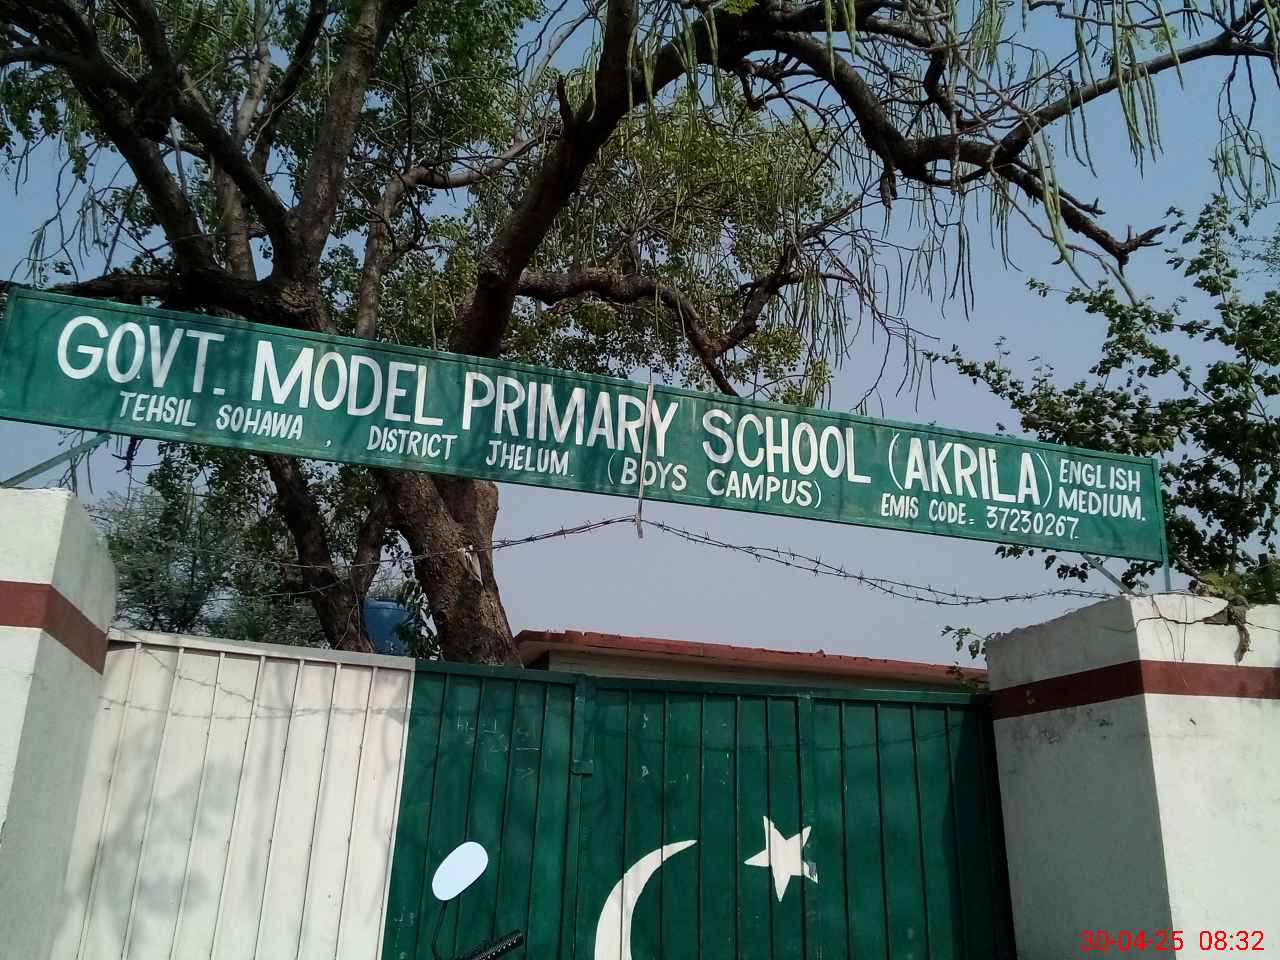 GOVT. MODEL PRIMARY SCHOOL (AKRILA) ENGLISH MEDIUM.
TEHSIL SOHAWA , DISTRICT JHELUM. (BOYS CAMPUS) EMIS CODE: 37230267.
30-04-25 08:32